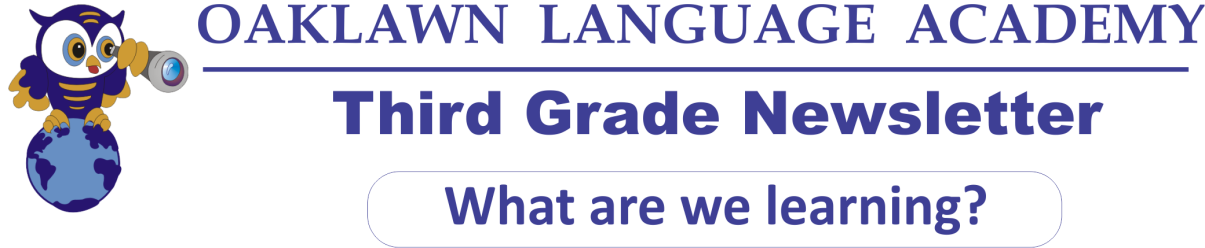 OAKLAWN LANGUAGE ACADEMY
Third Grade Newsletter
What are we learning?